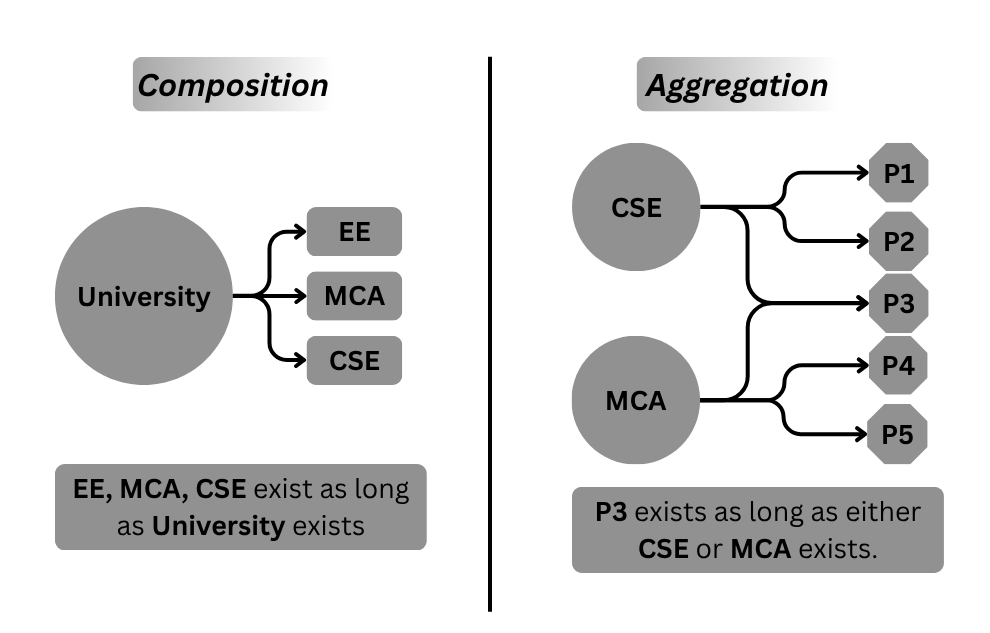 Composition
University
EE
MCA
CSE
EE, MCA, CSE exist as long
as University exists
Aggregation
CSE
MCA
P1
P2
P3
P4
P5
P3 exists as long as either
CSE or MCA exists.